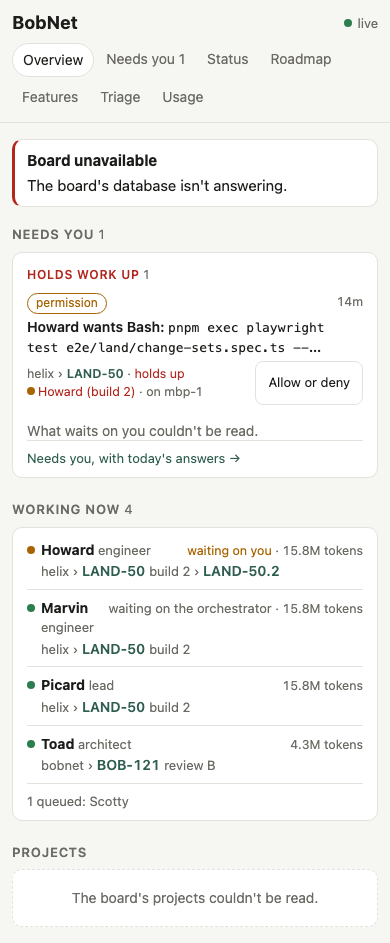 BobNet
live
Overview
Needs you 1
Status
Roadmap
Features
Triage
Usage
Board unavailable
The board's database isn't answering.
NEEDS YOU 1
HOLDS WORK UP 1
permission
14m
Howard wants Bash: pnpm exec playwright
test e2e/land/change-sets.spec.ts --…
helix › LAND-50 · holds up
Howard (build 2) · on mbp-1
Allow or deny
What waits on you couldn't be read.
Needs you, with today's answers →
WORKING NOW 4
Howard engineer
waiting on you · 15.8M tokens
helix › LAND-50 build 2 › LAND-50.2
Marvin
waiting on the orchestrator · 15.8M tokens
engineer
helix › LAND-50 build 2
Picard lead
15.8M tokens
helix › LAND-50 build 2
Toad architect
4.3M tokens
bobnet › BOB-121 review B
1 queued: Scotty
PROJECTS
The board's projects couldn't be read.